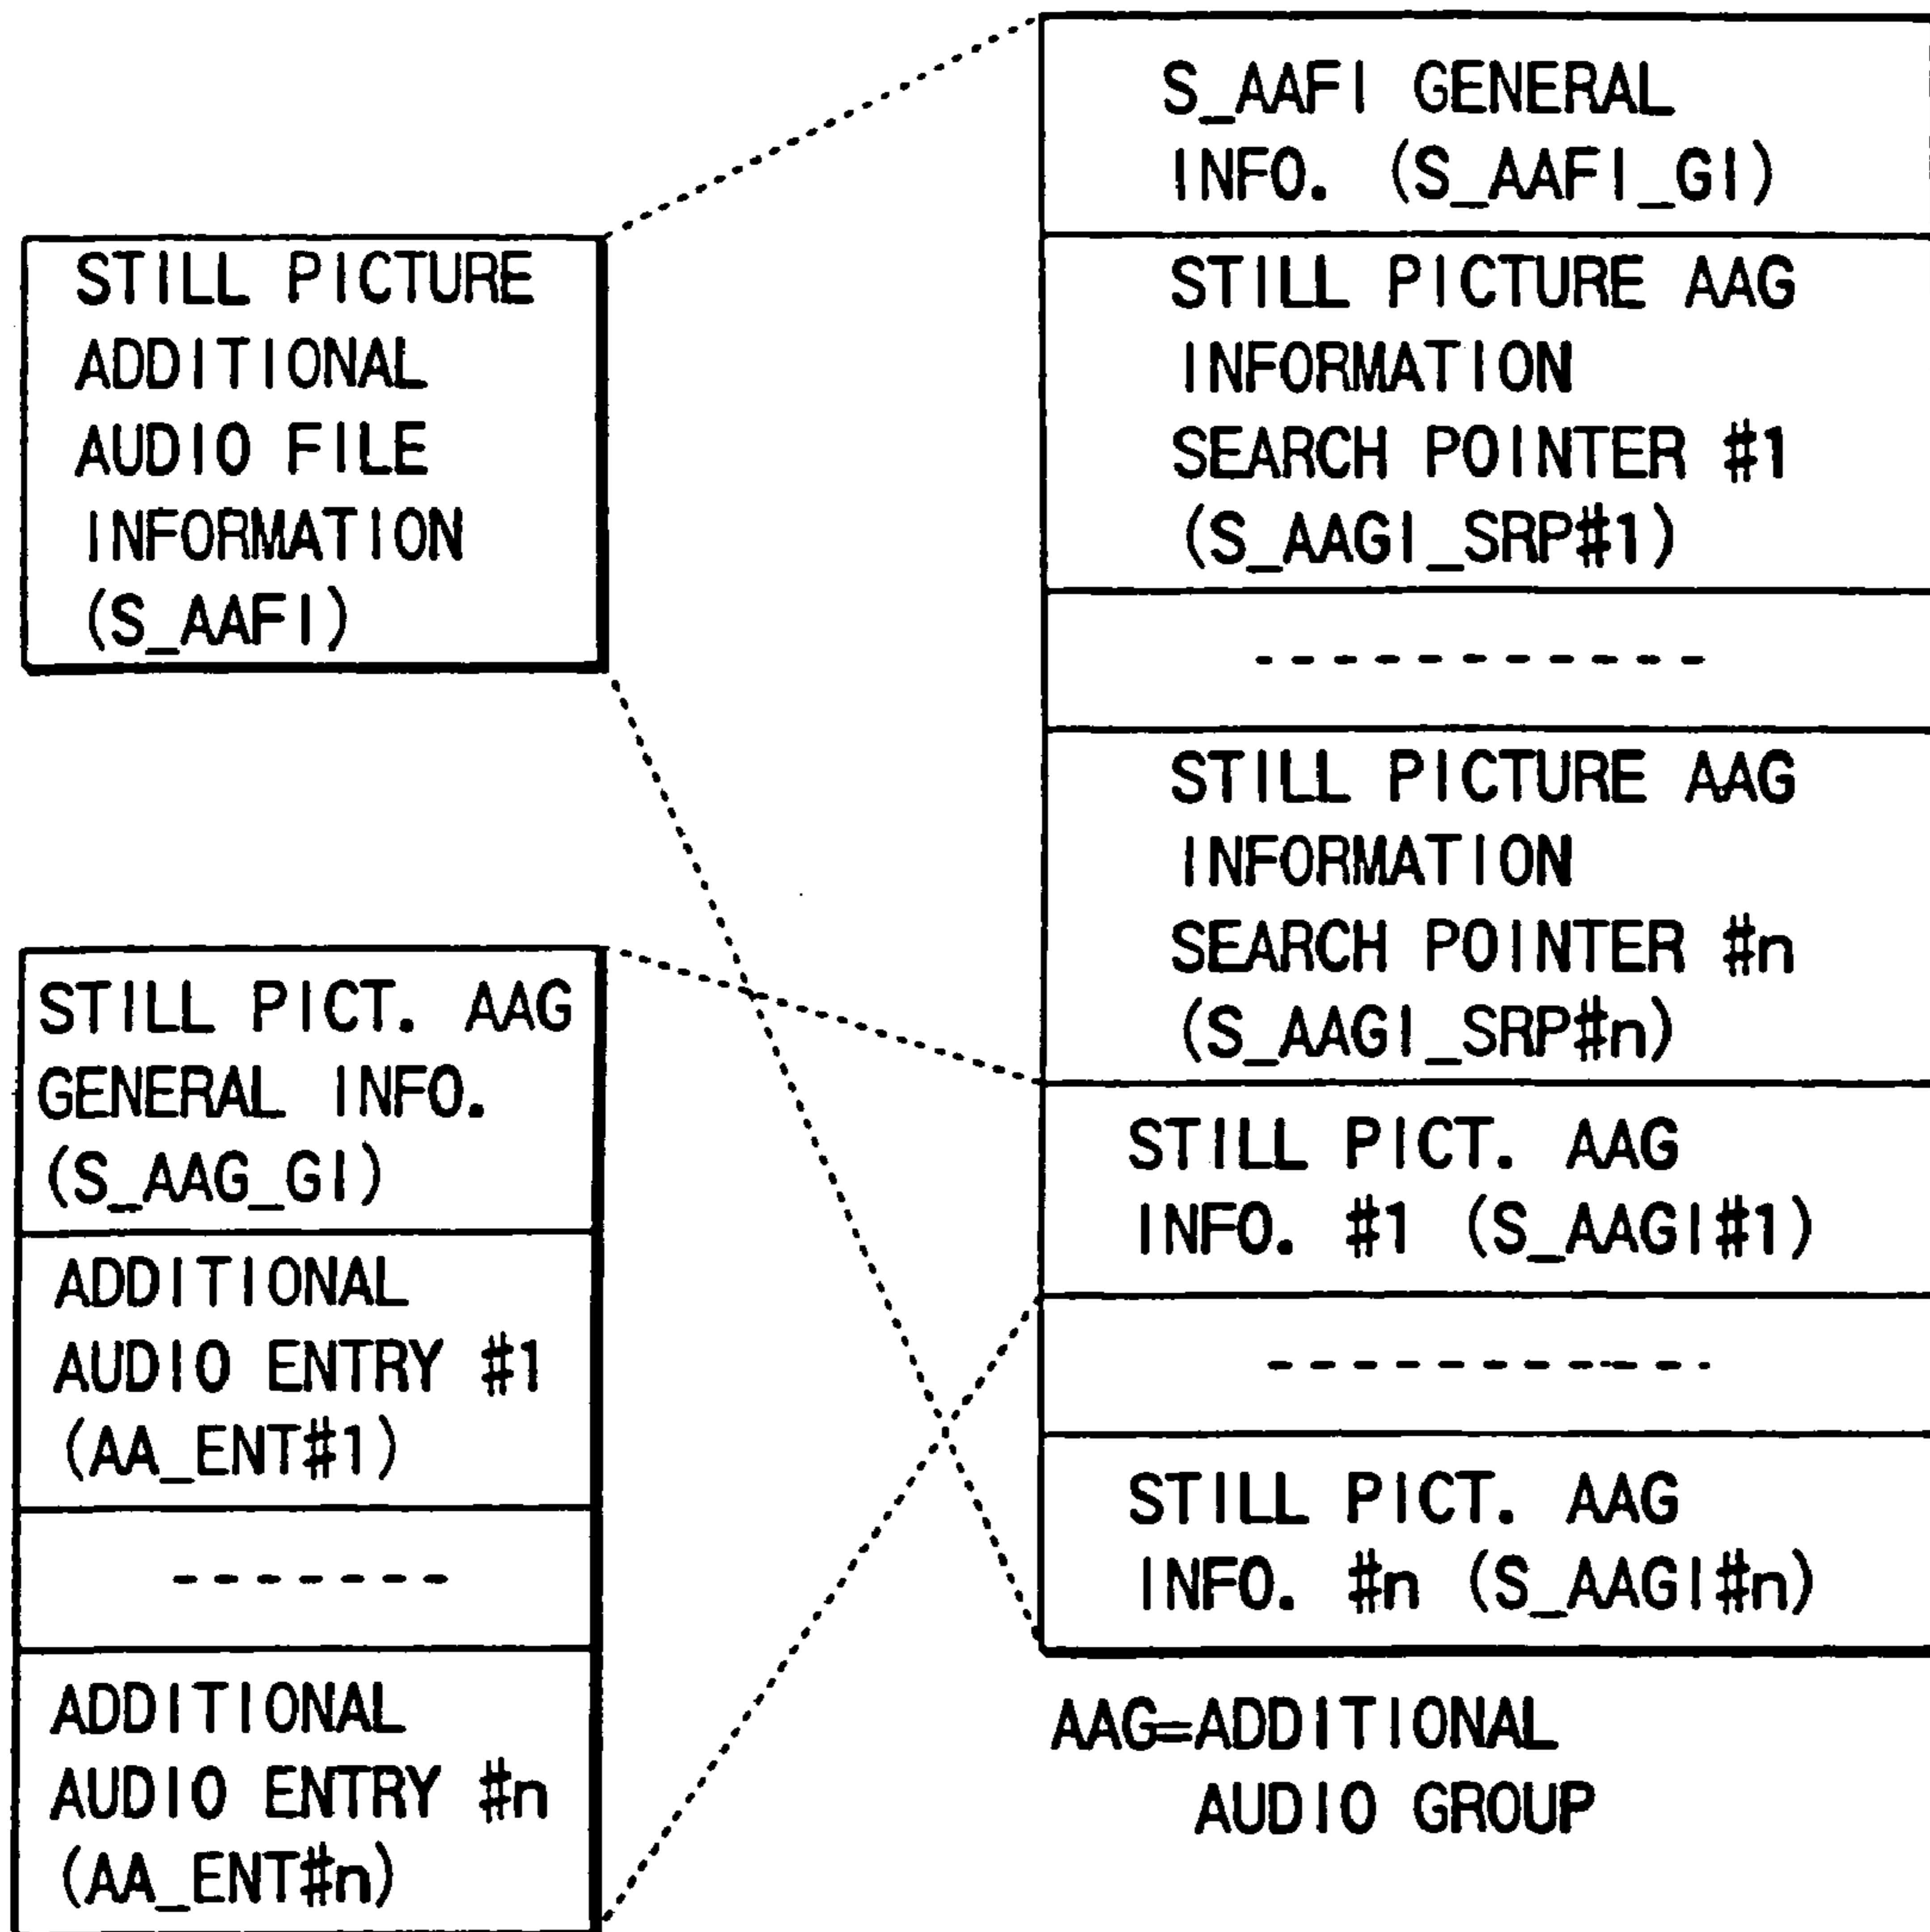 STILL PICTURE
ADDITIONAL
AUDIO FILE
INFORMATION
(S_AAFI)
STILL PICT. AAG
GENERAL INFO.
(S_AAG_GI)
ADDITIONAL
AUDIO ENTRY #1
(AA_ENT#1)
ADDITIONAL
AUDIO ENTRY #n
(AA_ENT#n)
S_AAFI GENERAL
INFO. (S_AAFI_GI)
STILL PICTURE AAG
INFORMATION
SEARCH POINTER #1
(S_AAGI_SRP#1)
STILL PICTURE AAG
INFORMATION
SEARCH POINTER #n
(S_AAGI_SRP#n)
STILL PICT. AAG
INFO. #1 (S_AAGI#1)
STILL PICT. AAG
INFO. #n (S_AAGI#n)
AAG=ADDITIONAL
AUDIO GROUP